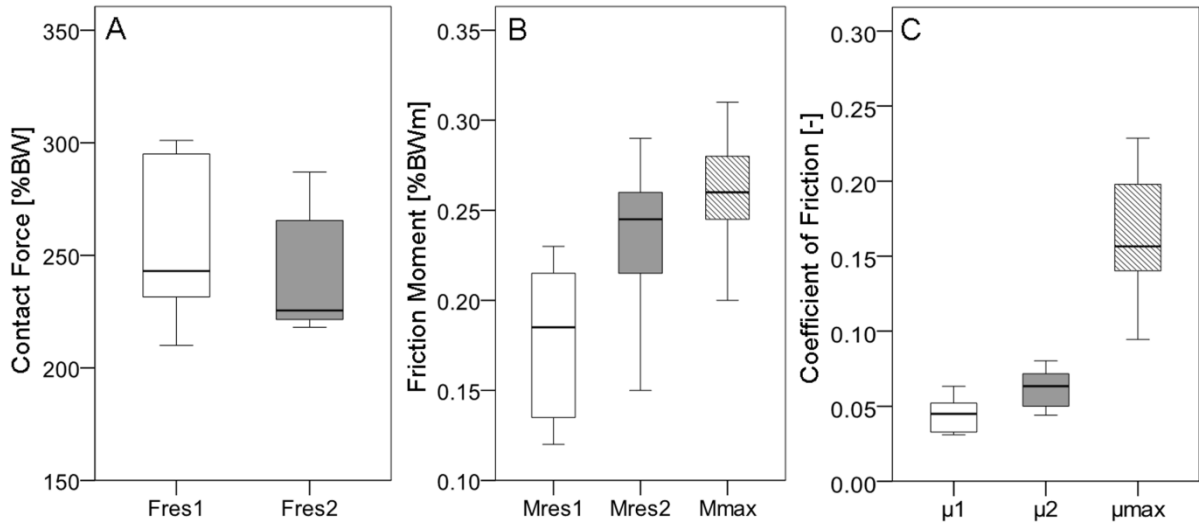 A
Contact Force [%BW]
350
300
250
200
150
Fres1 Fres2
B
Friction Moment [%BWm]
0.35
0.30
0.25
0.20
0.15
0.10
Mres1 Mres2 Mmax
C
Coefficient of Friction [-]
0.30
0.25
0.20
0.15
0.10
0.05
0.00
µ1 µ2 µmax